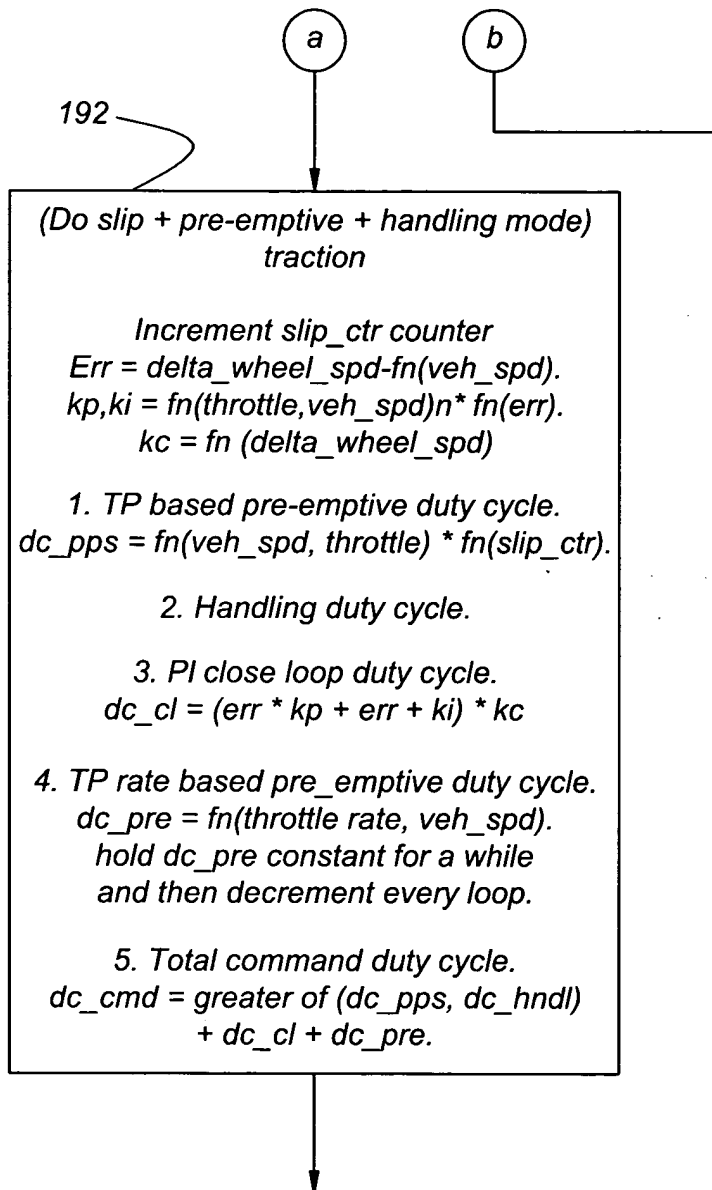 a
b
192
(Do slip + pre-emptive + handling mode)
traction
Increment slip_ctr counter
Err = delta_wheel_spd-fn(veh_spd).
kp,ki = fn(throttle,veh_spd)n* fn(err).
kc = fn (delta_wheel_spd)
1. TP based pre-emptive duty cycle.
dc_pps = fn(veh_spd, throttle) * fn(slip_ctr).
2. Handling duty cycle.
3. PI close loop duty cycle.
dc_cl = (err * kp + err + ki) * kc
4. TP rate based pre_emptive duty cycle.
dc_pre = fn(throttle rate, veh_spd).
hold dc_pre constant for a while
and then decrement every loop.
5. Total command duty cycle.
dc_cmd = greater of (dc_pps, dc_hndl)
+ dc_cl + dc_pre.